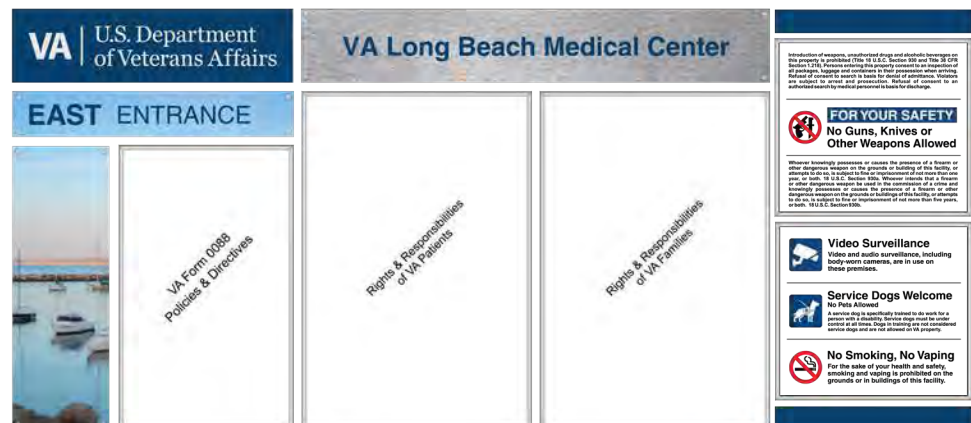 VA
U.S. Department
of Veterans Affairs
EAST ENTRANCE
VA Form 0088
Policies & Directives
VA Long Beach Medical Center
Rights & Responsibilities
of VA Patients
Rights & Responsibilities
of VA Families
Introduction of weapons, unauthorized drugs and alcoholic beverages on
this property is prohibited (Title 18 U.S.C. Section 930 and Title 38 CFR
Section 1.218). Persons entering this property consent to an inspection of
all packages, luggage and containers in their possession when arriving.
Refusal of consent to search is basis for denial of admittance. Violators
are subject to arrest and prosecution. Refusal of consent to an
authorized search by medical personnel is basis for discharge.
FOR YOUR SAFETY
No Guns, Knives or
Other Weapons Allowed
Whoever knowingly possesses or causes the presence of a firearm or
other dangerous weapon on the grounds or building of this facility, or
attempts to do so, is subject to fine or imprisonment of not more than one
year, or both. 18 U.S.C. Section 930a. Whoever intends that a firearm
or other dangerous weapon be used in the commission of a crime and
knowingly possesses or causes the presence of a firearm or other
dangerous weapon on the grounds or buildings of this facility, or attempts
to do so, is subject to fine or imprisonment of not more than five years,
or both. 18 U.S.C. Section 930b.
Video Surveillance
Video and audio surveillance, including
body-worn cameras, are in use on
these premises.
Service Dogs Welcome
No Pets Allowed
A service dog is specifically trained to do work for a
person with a disability. Service dogs must be under
control at all times. Dogs in training are not considered
service dogs and are not allowed on VA property.
No Smoking, No Vaping
For the sake of your health and safety,
smoking and vaping is prohibited on the
grounds or in buildings of this facility.